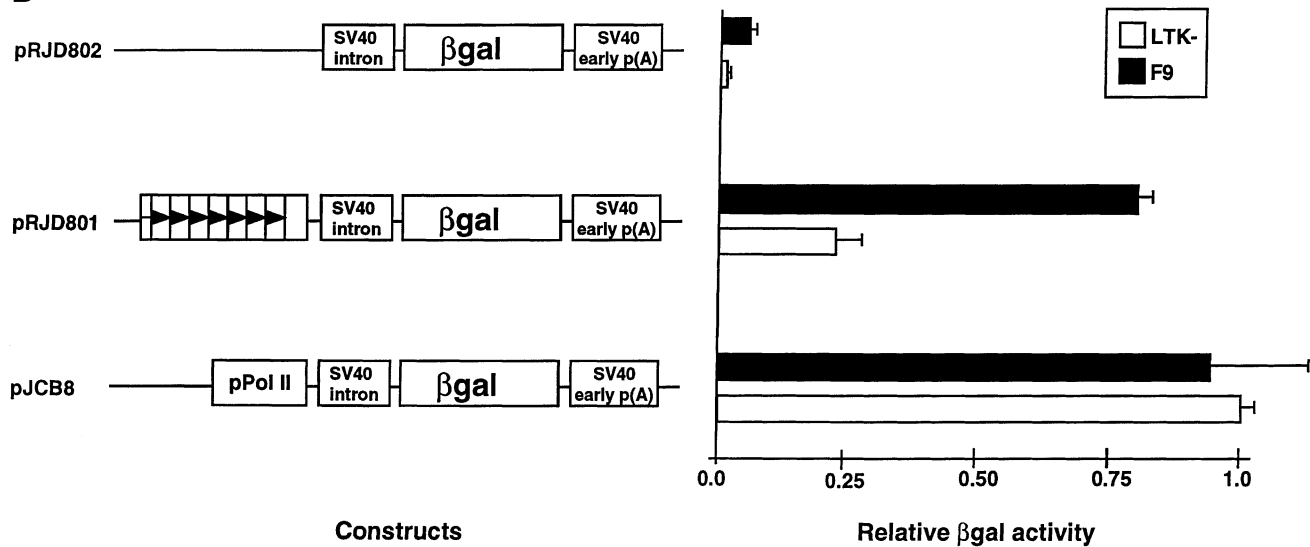 pRJD802
SV40
intron
βgal
SV40
early p(A)
LTK-
F9
pRJD801
SV40
intron
βgal
SV40
early p(A)
pJCB8
pPol II
SV40
intron
βgal
SV40
early p(A)
0.0 0.25 0.50 0.75 1.0
Constructs
Relative βgal activity